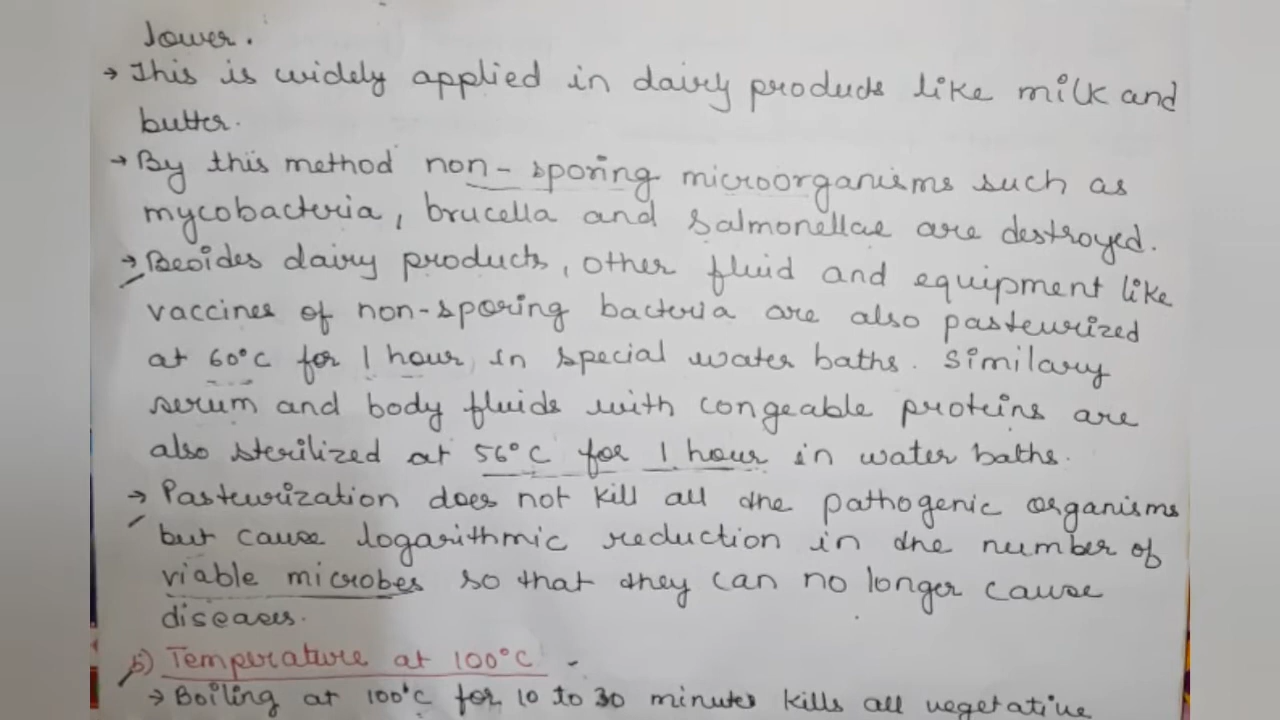 lower.
→ This is widely applied in dairy products like milk and
butter.
→ By this method non-sporing microorganisms such as
mycobacteria, brucella and salmonellae are destroyed.
→ Besides dairy products, other fluid and equipment like
vaccines of non-sporing bacteria are also pasteurized
at 60°C for 1 hour in special water baths. Similary
serum and body fluids with congeable proteins are
also sterilized at 56°C for 1 hour in water baths.
→ Pasteurization does not kill all the pathogenic organisms
but cause logarithmic reduction in the number of
viable microbes so that they can no longer cause
diseases.
b) Temperature at 100°C -
→ Boiling at 100°C for 10 to 30 minutes kills all vegetative